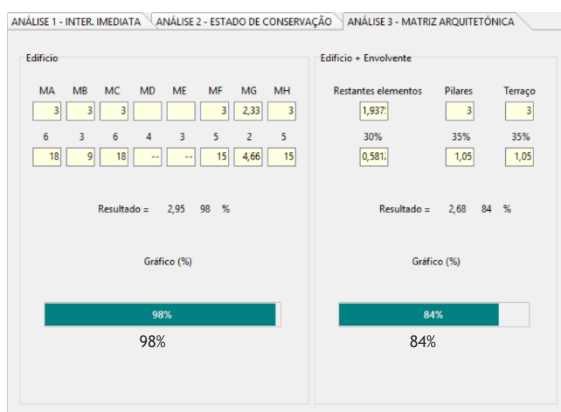 ANÁLISE 1 - INTER. IMEDIATA ANÁLISE 2 - ESTADO DE CONSERVAÇÃO ANÁLISE 3 - MATRIZ ARQUITETÓNICA
Edifício
MA MB MC MD ME MF MG MH
3 3 3 3 2,33 3
6 3 6 4 3 5 2 5
18 9 18 -- -- 15 4,66 15
Resultado = 2,95 98 %
Gráfico (%)
98%
98%
Edifício + Envolvente
Restantes elementos Pilares Terraço
1,937 3 3
30% 35% 35%
0,581 1,05 1,05
Resultado = 2,68 84 %
Gráfico (%)
84%
84%